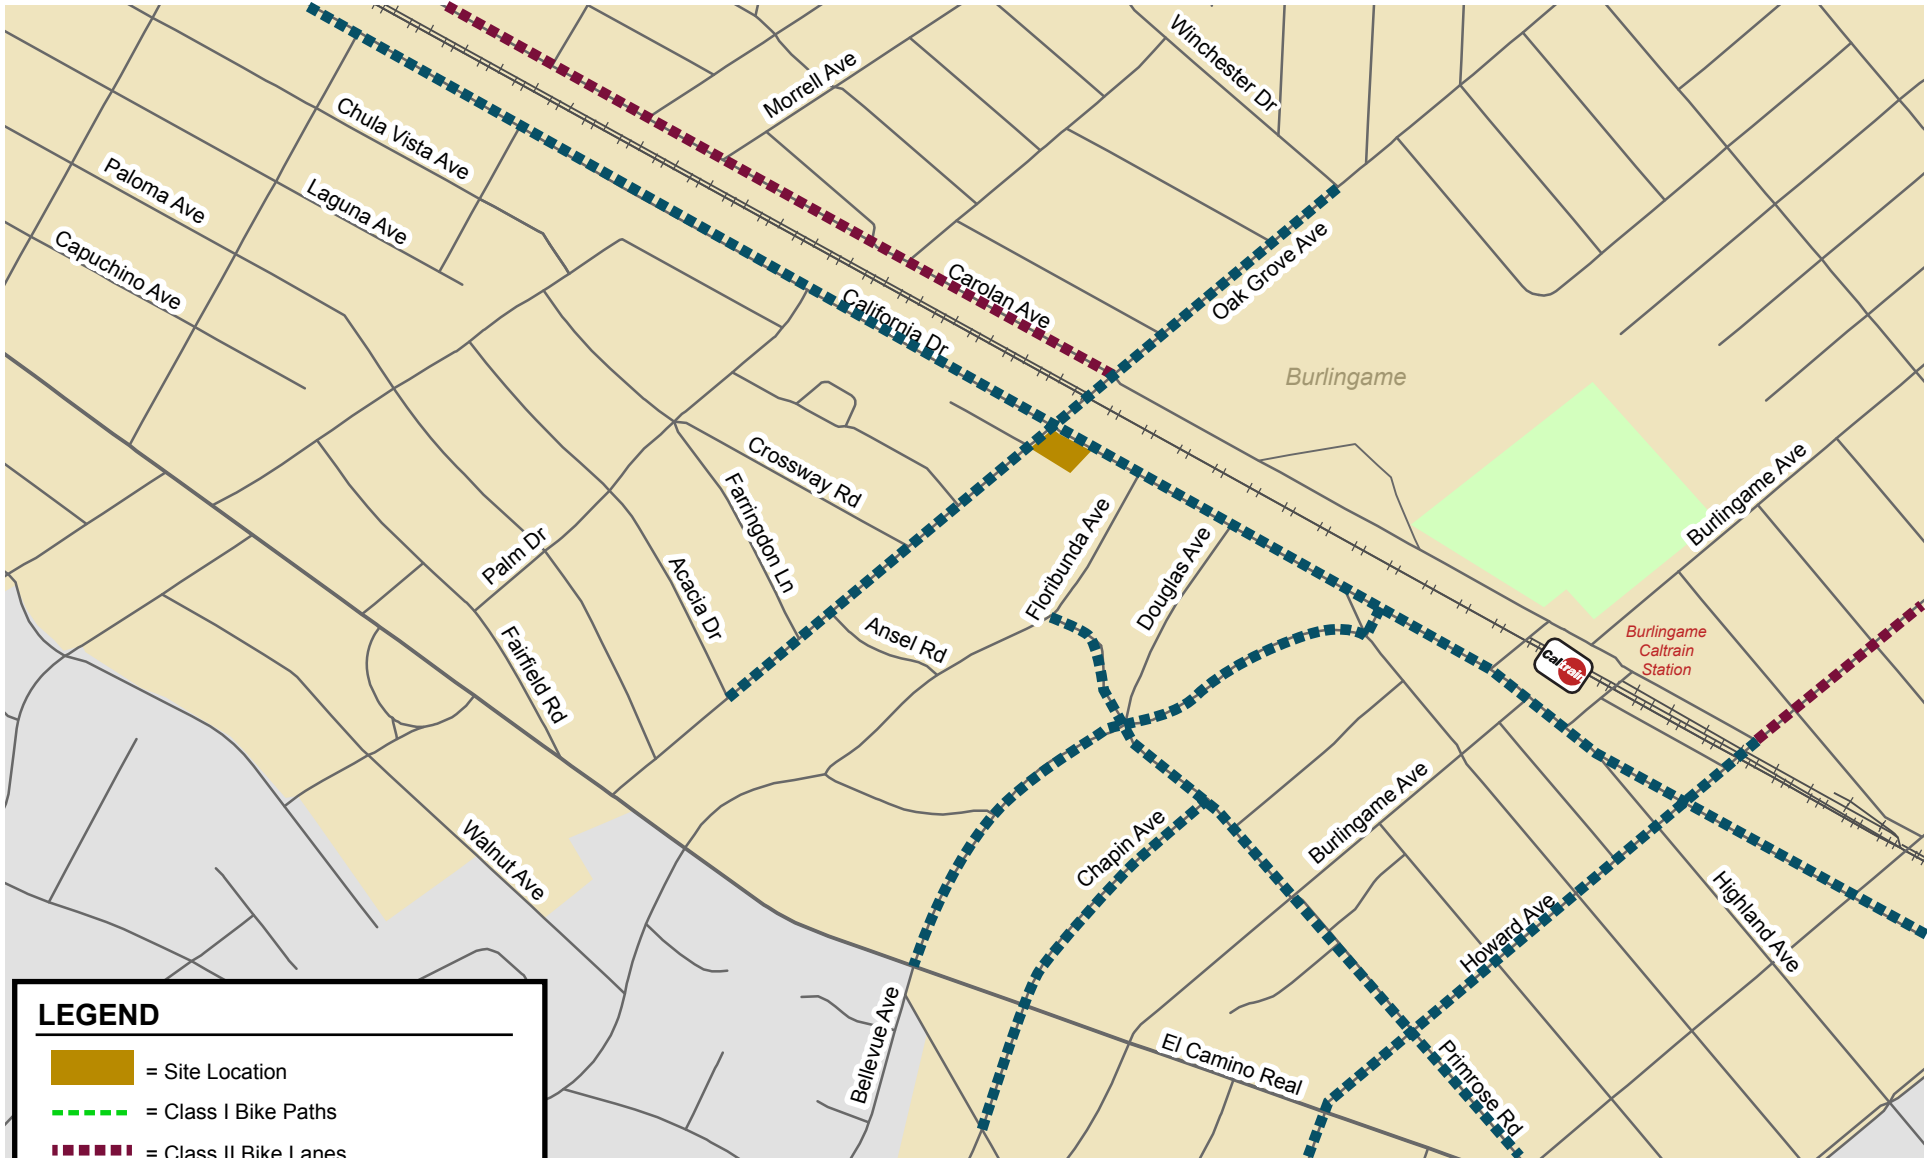 Winchester Dr
Morrell Ave
Chula Vista Ave
Paloma Ave
Laguna Ave
Capuchino Ave
Oak Grove Ave
Carolan Ave
California Dr
Burlingame
Crossway Rd
Farringdon Ln
Burlingame Ave
Palm Dr
Acacia Dr
Floribunda Ave
Douglas Ave
Fairfield Rd
Ansel Rd
Burlingame
Caltrain
Station
Caltrain
Walnut Ave
Chapin Ave
Burlingame Ave
Howard Ave
Highland Ave
Bellevue Ave
El Camino Real
Primrose Rd
LEGEND
= Site Location
= Class I Bike Paths
= Class II Bike Lanes